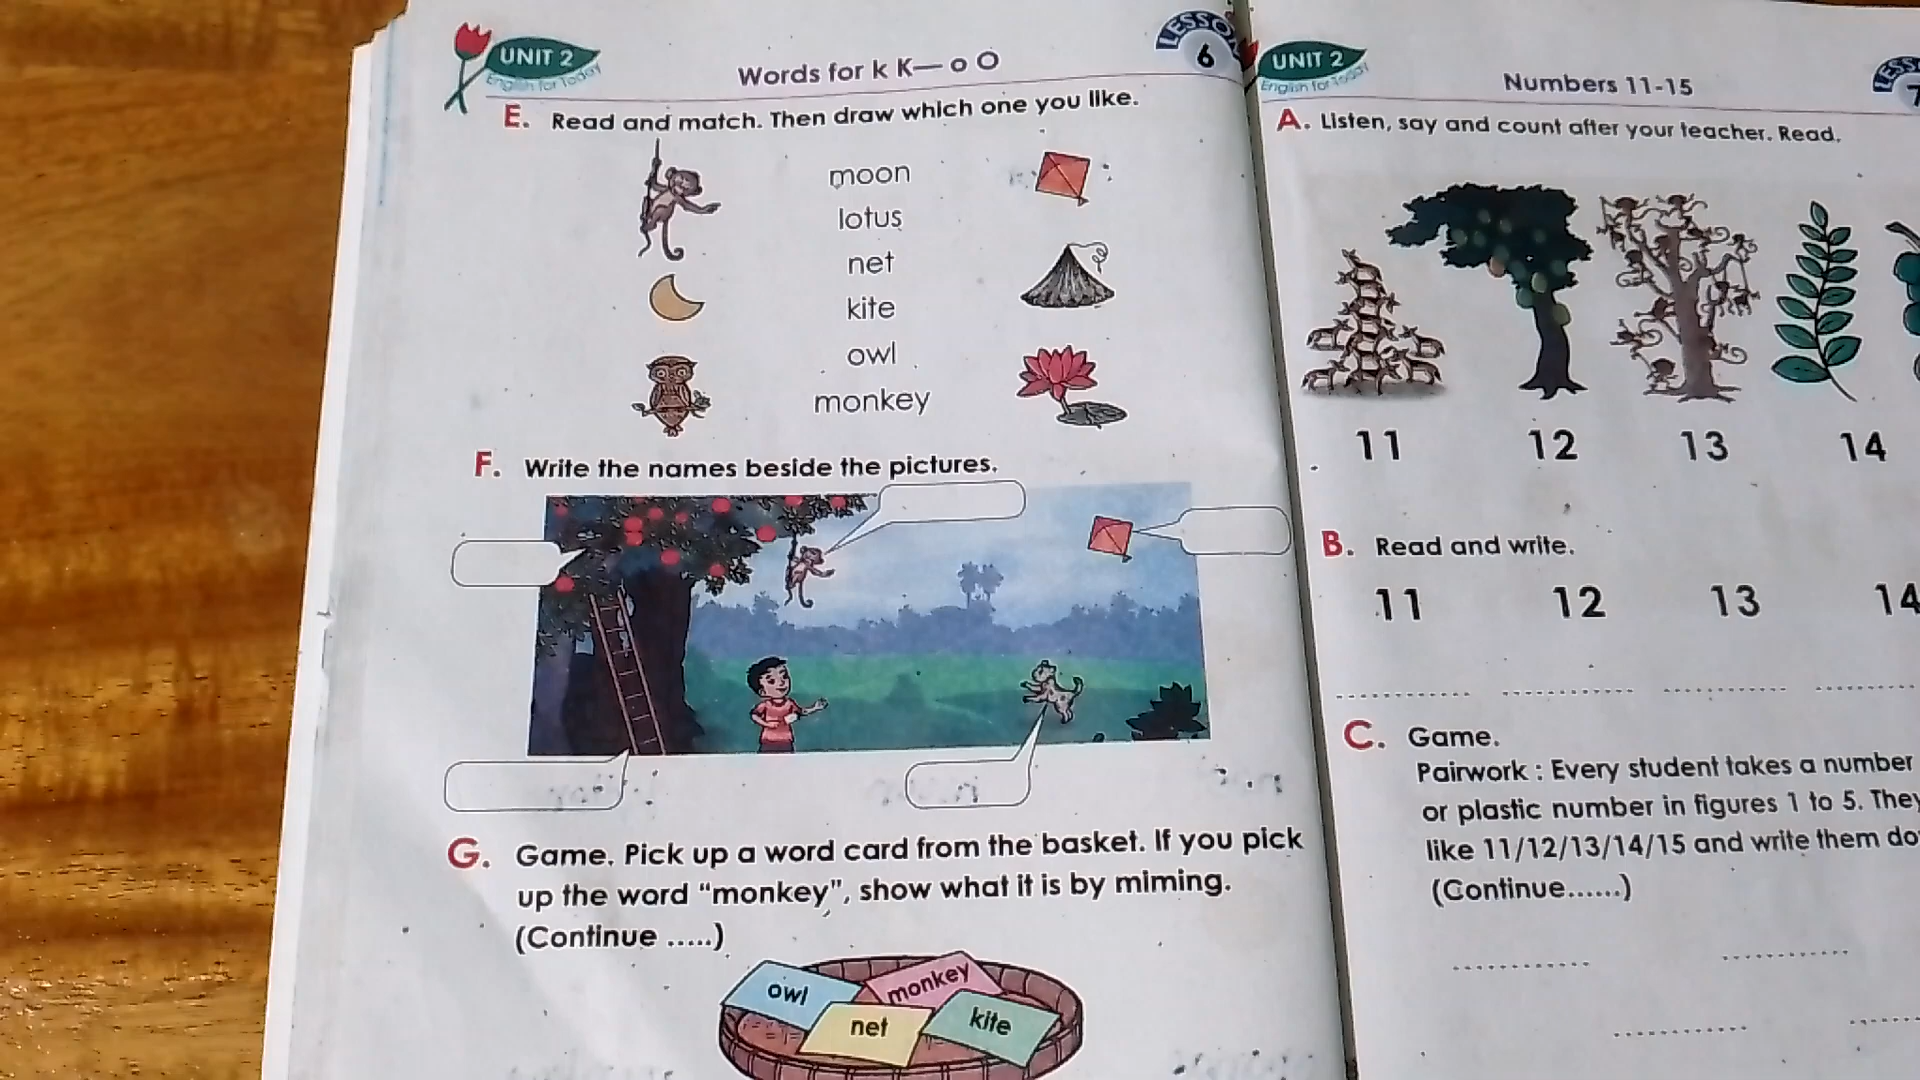 UNIT 2
English for Today
Words for k K— o O
LESSON
6
E. Read and match. Then draw which one you like.
moon
lotus
net
kite
owl
monkey
F. Write the names beside the pictures.
G. Game. Pick up a word card from the basket. If you pick
up the word “monkey”, show what it is by miming.
(Continue .....)
owl
monkey
net
kite
UNIT 2
English for Today
Numbers 11-15
7
A. Listen, say and count after your teacher. Read.
11 12 13 14
B. Read and write.
11 12 13 14
C. Game.
Pairwork : Every student takes a number
or plastic number in figures 1 to 5. They
like 11/12/13/14/15 and write them
(Continue......)